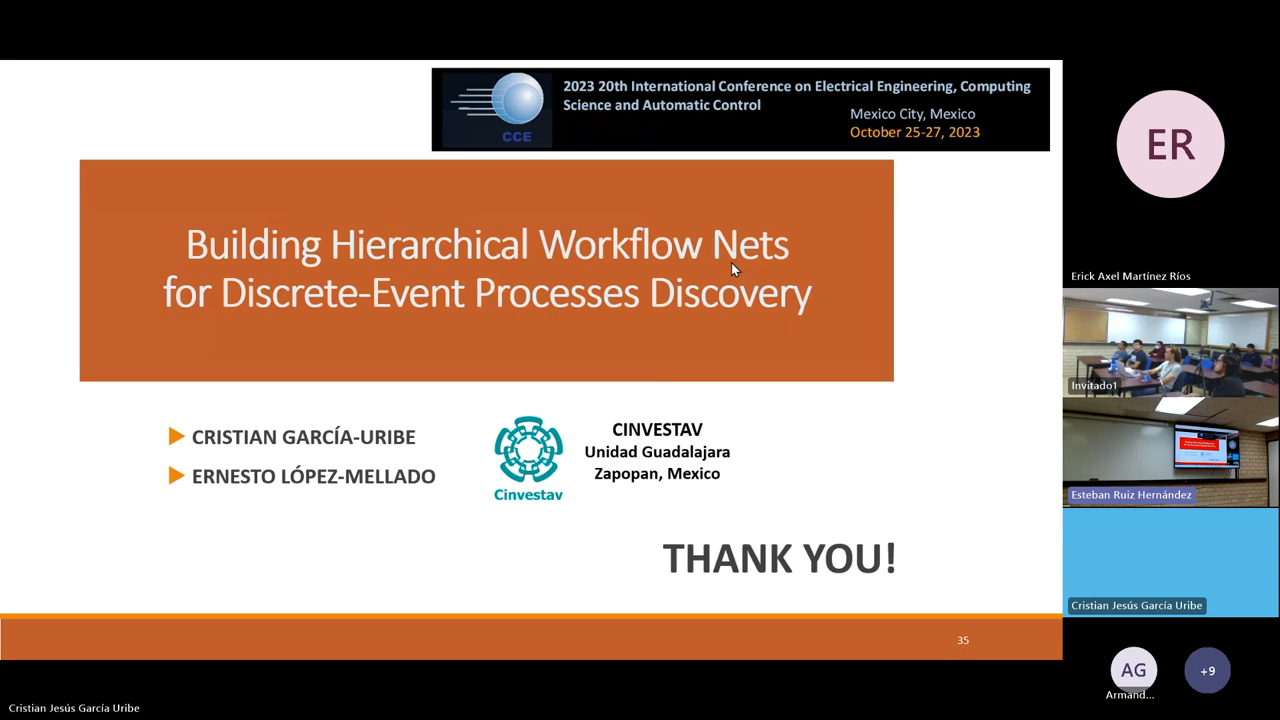 2023 20th International Conference on Electrical Engineering, Computing
Science and Automatic Control
Mexico City, Mexico
October 25-27, 2023
CCE
Building Hierarchical Workflow Nets
for Discrete-Event Processes Discovery
CRISTIAN GARCÍA-URIBE
ERNESTO LÓPEZ-MELLADO
Cinvestav
CINVESTAV
Unidad Guadalajara
Zapopan, Mexico
THANK YOU!
35
ER
Erick Axel Martínez Ríos
Invitado1
Esteban Ruiz Hernández
Cristian Jesús García Uribe
AG
Armand...
+9
Cristian Jesús García Uribe